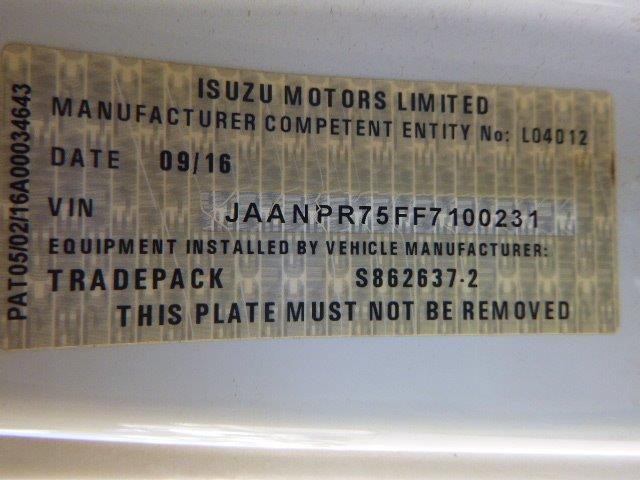 ISUZU MOTORS LIMITED
MANUFACTURER COMPETENT ENTITY No: L04012
DATE 09/16
VIN JAANPR75FF7100231
EQUIPMENT INSTALLED BY VEHICLE MANUFACTURER:
TRADEPACK S862637-2
THIS PLATE MUST NOT BE REMOVED
PAT05/02/16A00034643